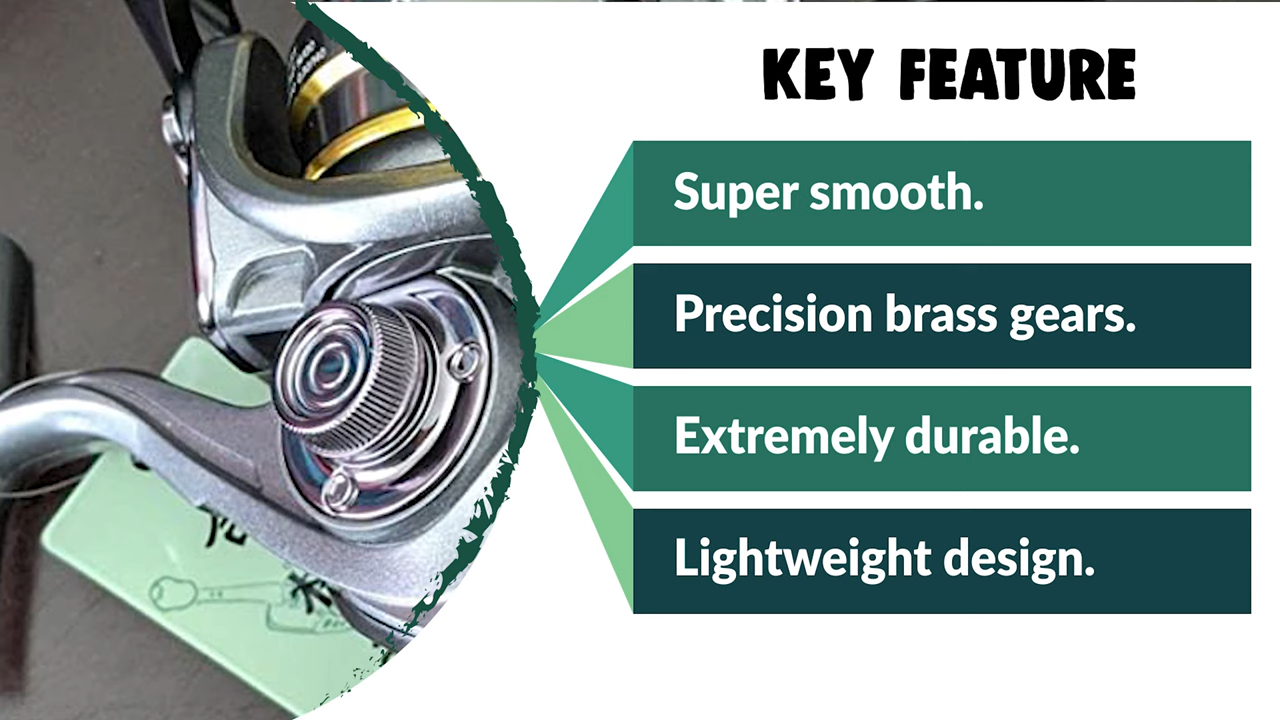 KEY FEATURE
Super smooth.
Precision brass gears.
Extremely durable.
Lightweight design.